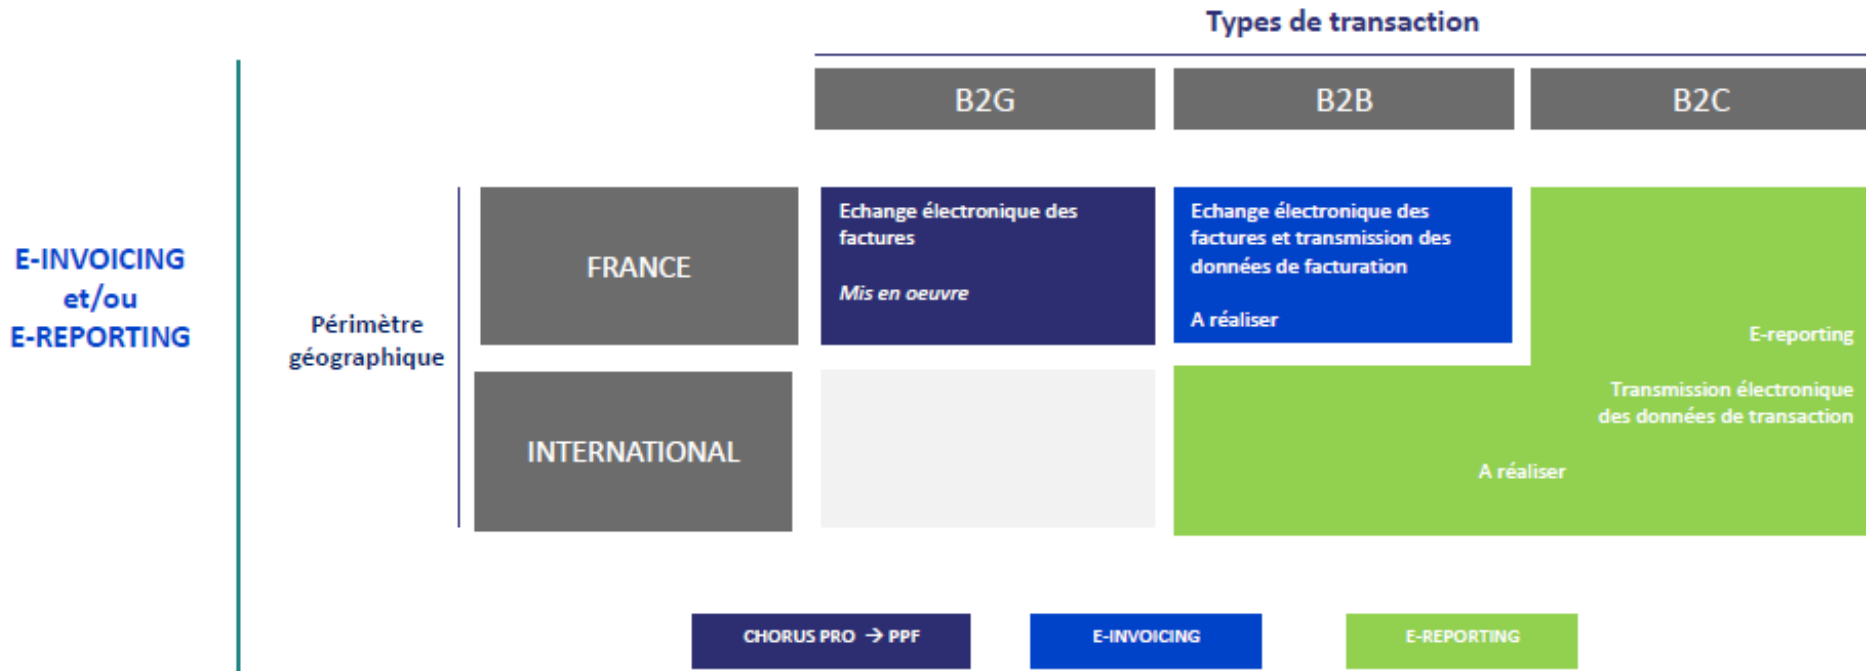 Types de transaction
B2G
B2B
B2C
E-INVOICING
et/ou
E-REPORTING
Périmètre
géographique
FRANCE
Echange électronique des
factures
Mis en oeuvre
Echange électronique des
factures et transmission des
données de facturation
A réaliser
E-reporting
Transmission électronique
des données de transaction
A réaliser
INTERNATIONAL
CHORUS PRO → PPF
E-INVOICING
E-REPORTING